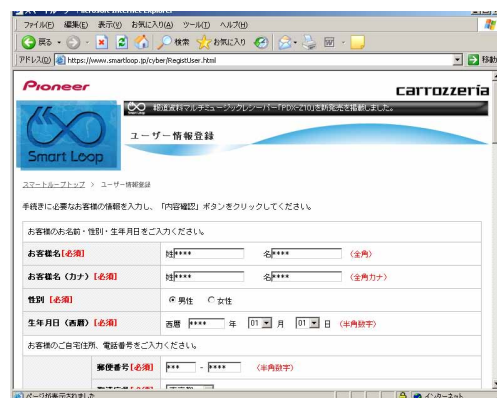 ファイル(F) 編集(E) 表示(V) お気に入り(A) ツール(T) ヘルプ(H)
戻る 検索 お気に入り
アドレス(D) https://www.smartloop.jp/cyber/RegistUser.html 移動
Pioneer carrozzeria
Smart Loop
ユーザー情報登録
スマートループトップ > ユーザー情報登録
手続きに必要なお客様の情報を入力し、「内容確認」ボタンをクリックしてください。
お客様のお名前・性別・生年月日をご入力ください。
お客様名[必須] 姓**** 名**** (全角)
お客様名(カナ)[必須] 姓**** 名**** (全角カナ)
性別 [必須] 男性 女性
生年月日(西暦)[必須] 西暦 **** 年 01 月 01 日 (半角数字)
お客様のご自宅住所、電話番号をご入力ください。
郵便番号[必須] *** - **** (半角数字)
ページが表示されました インターネット